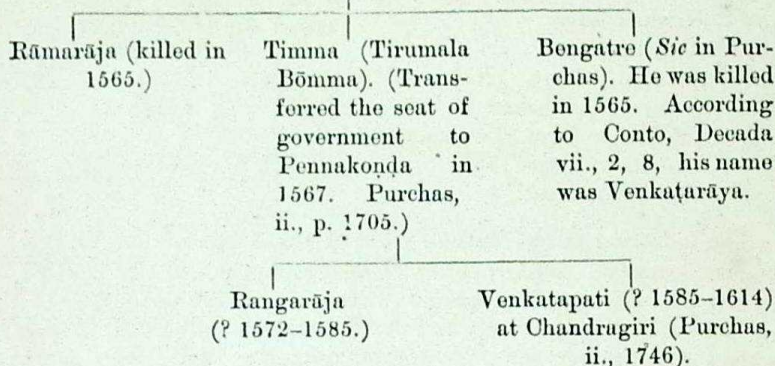 Rāmarāja (killed in
1565.)
Timma (Tirumala
Bōmma). (Trans-
ferred the seat of
government to
Pennakoṇḍa in
1567. Purchas,
ii., p. 1705.)
Bengatre (Sic in Pur-
chas). He was killed
in 1565. According
to Conto, Decada
vii., 2, 8, his name
was Venkaṭarāya.
Rangarāja
(? 1572–1585.)
Venkatapati (? 1585–1614)
at Chandragiri (Purchas,
ii., 1746).